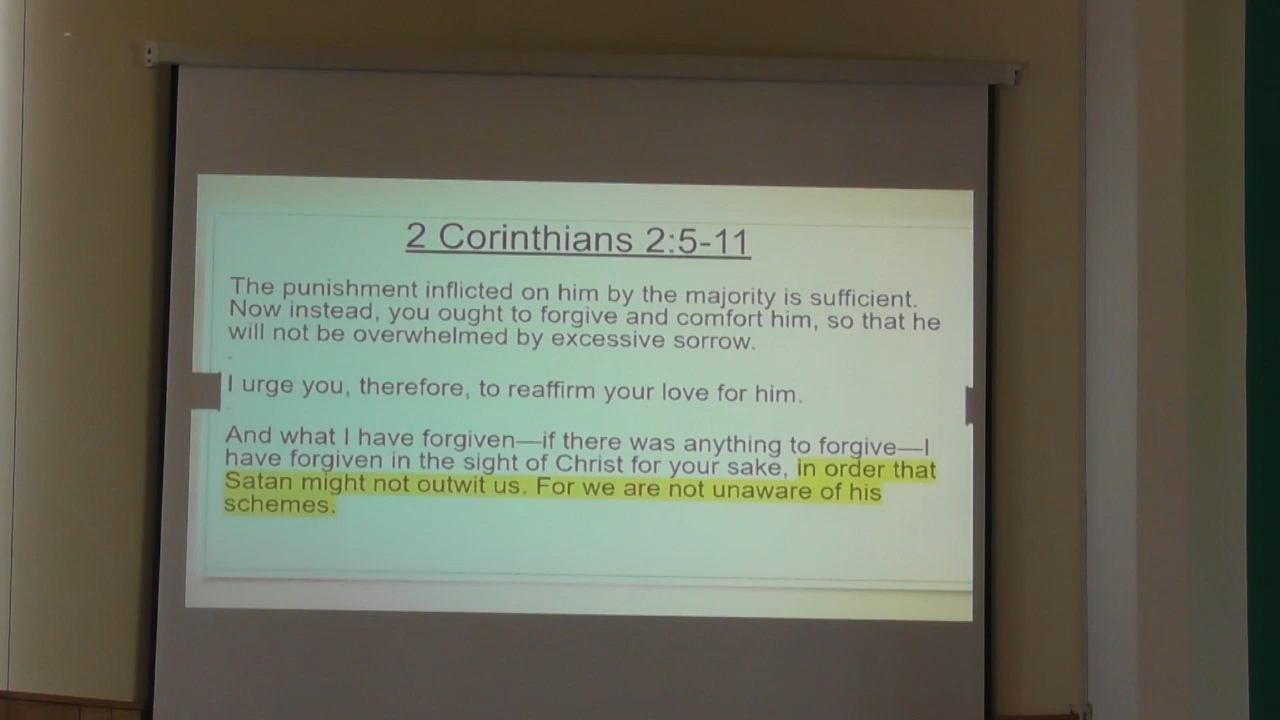 2 Corinthians 2:5-11
The punishment inflicted on him by the majority is sufficient.
Now instead, you ought to forgive and comfort him, so that he
will not be overwhelmed by excessive sorrow.
I urge you, therefore, to reaffirm your love for him.
And what I have forgiven—if there was anything to forgive—I
have forgiven in the sight of Christ for your sake, in order that
Satan might not outwit us. For we are not unaware of his
schemes.